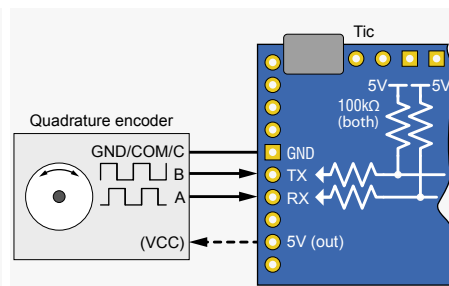 Tic
5V 5V
100kΩ
(both)
Quadrature encoder
GND/COM/C
GND
B
TX
A
RX
(VCC)
5V (out)